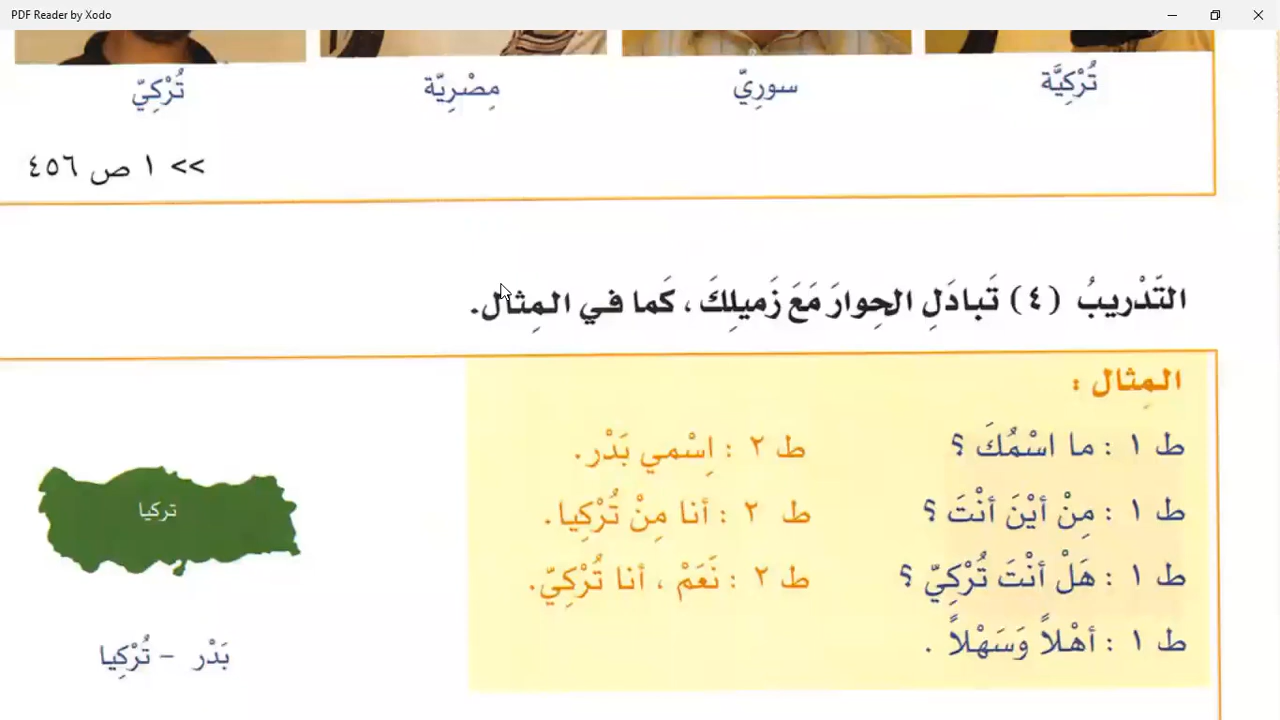 PDF Reader by Xodo
تُرْكِيَّة
سورِيّ
مِصْرِيّة
تُرْكِيّ
>> ١ ص ٤٥٦
التّدْريبُ (٤) تَبادَلِ الحِوارَ مَعَ زَميلِكَ، كَما في المِثال.
المِثال :
ط ١ : ما اسْمُكَ ؟
ط ٢ : اِسْمي بَدْر.
ط ١ : مِنْ أيْنَ أنْتَ ؟
ط ٢ : أنا مِنْ تُرْكِيا.
ط ١ : هَلْ أنْتَ تُرْكِيّ ؟
ط ٢ : نَعَمْ ، أنا تُرْكِيّ.
ط ١ : أهْلاً وَسَهْلاً .
تركيا
بَدْر – تُرْكِيا